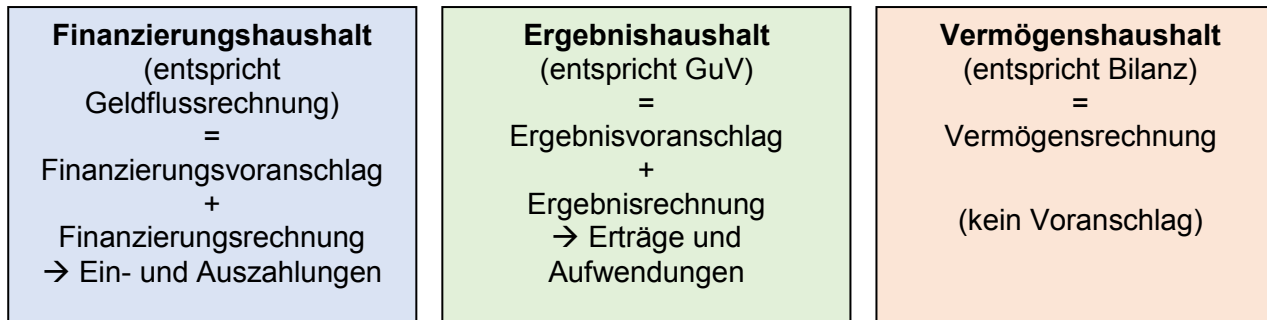 Finanzierungshaushalt
(entspricht
Geldflussrechnung)
=
Finanzierungsvoranschlag
+
Finanzierungsrechnung
→ Ein- und Auszahlungen
Ergebnishaushalt
(entspricht GuV)
=
Ergebnisvoranschlag
+
Ergebnisrechnung
→ Erträge und
Aufwendungen
Vermögenshaushalt
(entspricht Bilanz)
=
Vermögensrechnung
(kein Voranschlag)